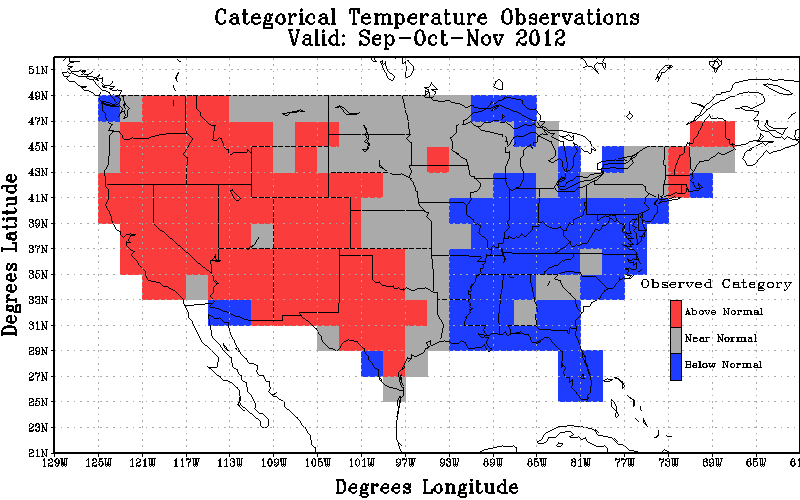 Categorical Temperature Observations
Valid: Sep-Oct-Nov 2012
51N
49N
47N
45N
43N
41N
39N
37N
35N
33N
31N
29N
27N
25N
23N
21N
Degrees Latitude
Observed Category
Above Normal
Near Normal
Below Normal
129W 125W 121W 117W 113W 109W 105W 101W 97W 93W 89W 85W 81W 77W 73W 69W 65W 61
Degrees Longitude